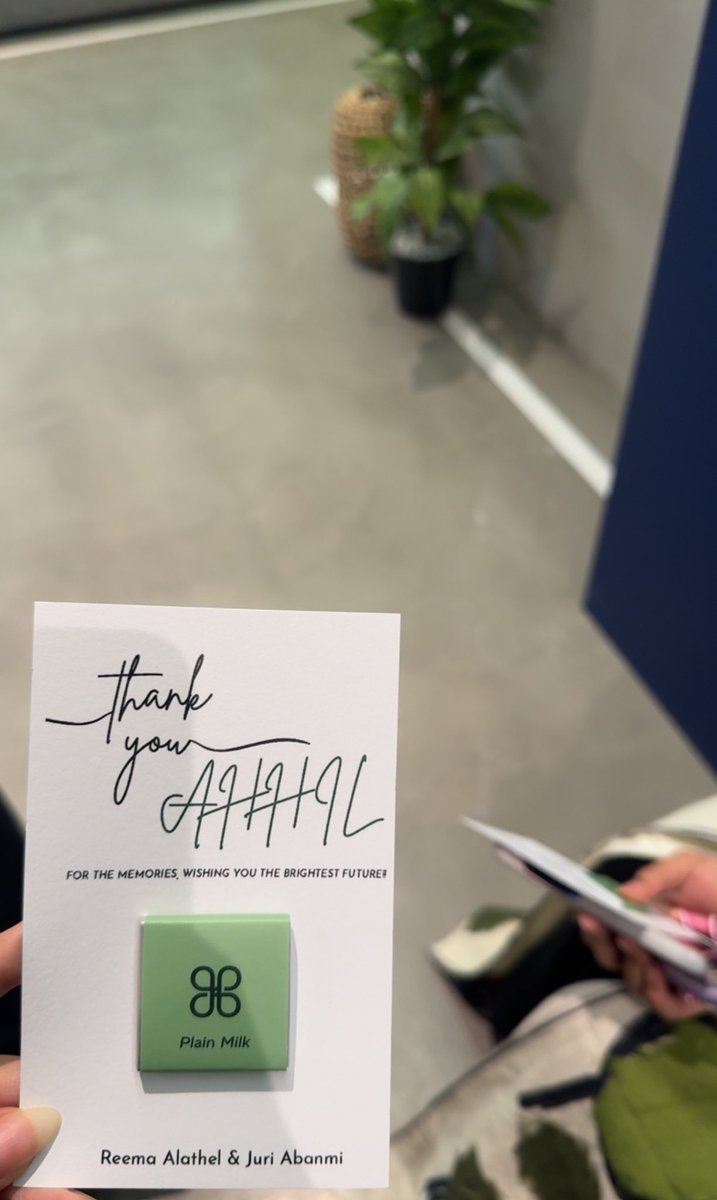 thank
you
AHHIL
FOR THE MEMORIES, WISHING YOU THE BRIGHTEST FUTURE!!
Plain Milk
Reema Alathel & Juri Abanmi